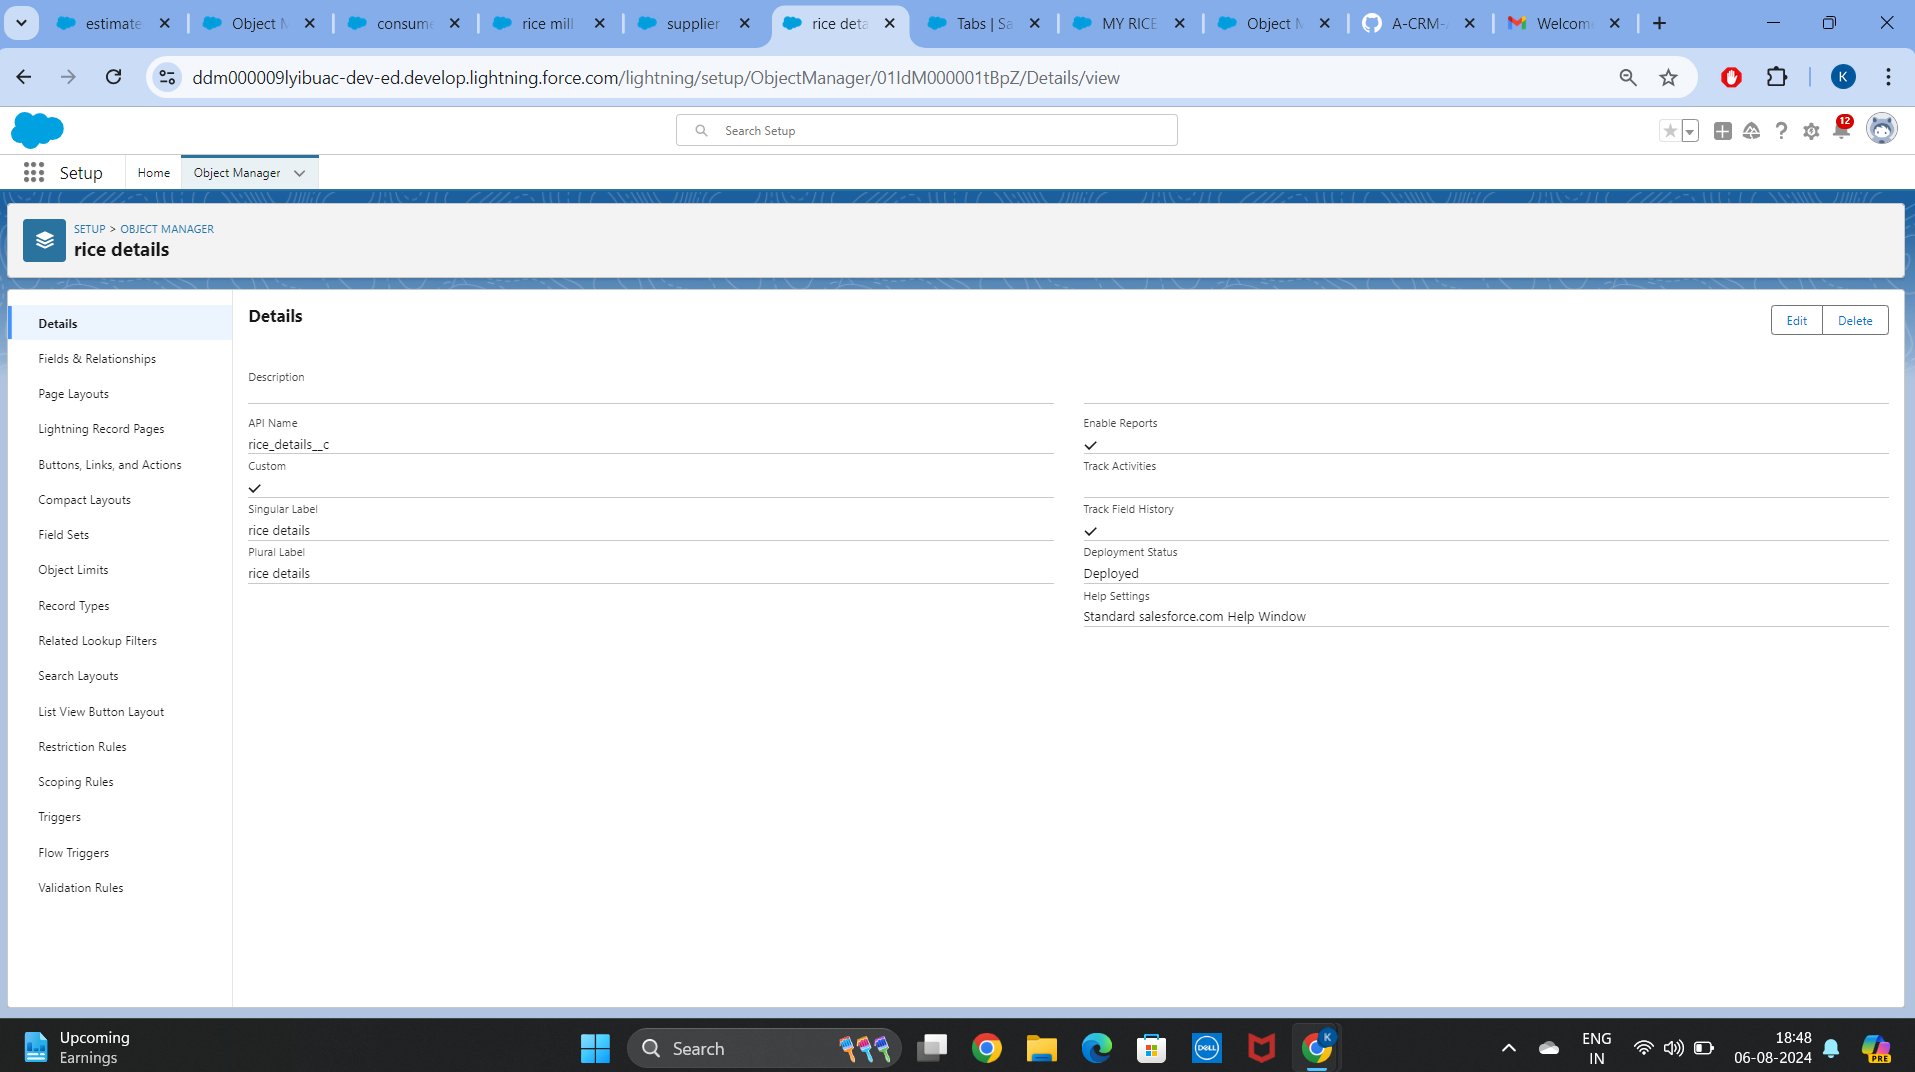 estimate
Object M
consume
rice mill
supplier
rice deta
Tabs | Sa
MY RICE
Object M
A-CRM-
Welcome
ddm000009lyibuac-dev-ed.develop.lightning.force.com/lightning/setup/ObjectManager/01IdM000001tBpZ/Details/view
K
Search Setup
12
Setup
Home
Object Manager
SETUP > OBJECT MANAGER
rice details
Details
Fields & Relationships
Page Layouts
Lightning Record Pages
Buttons, Links, and Actions
Compact Layouts
Field Sets
Object Limits
Record Types
Related Lookup Filters
Search Layouts
List View Button Layout
Restriction Rules
Scoping Rules
Triggers
Flow Triggers
Validation Rules
Details
Edit
Delete
Description
API Name
rice_details__c
Custom
Singular Label
rice details
Plural Label
rice details
Enable Reports
Track Activities
Track Field History
Deployment Status
Deployed
Help Settings
Standard salesforce.com Help Window
Upcoming
Earnings
Search
DELL
K
ENG
IN
18:48
06-08-2024
PRE